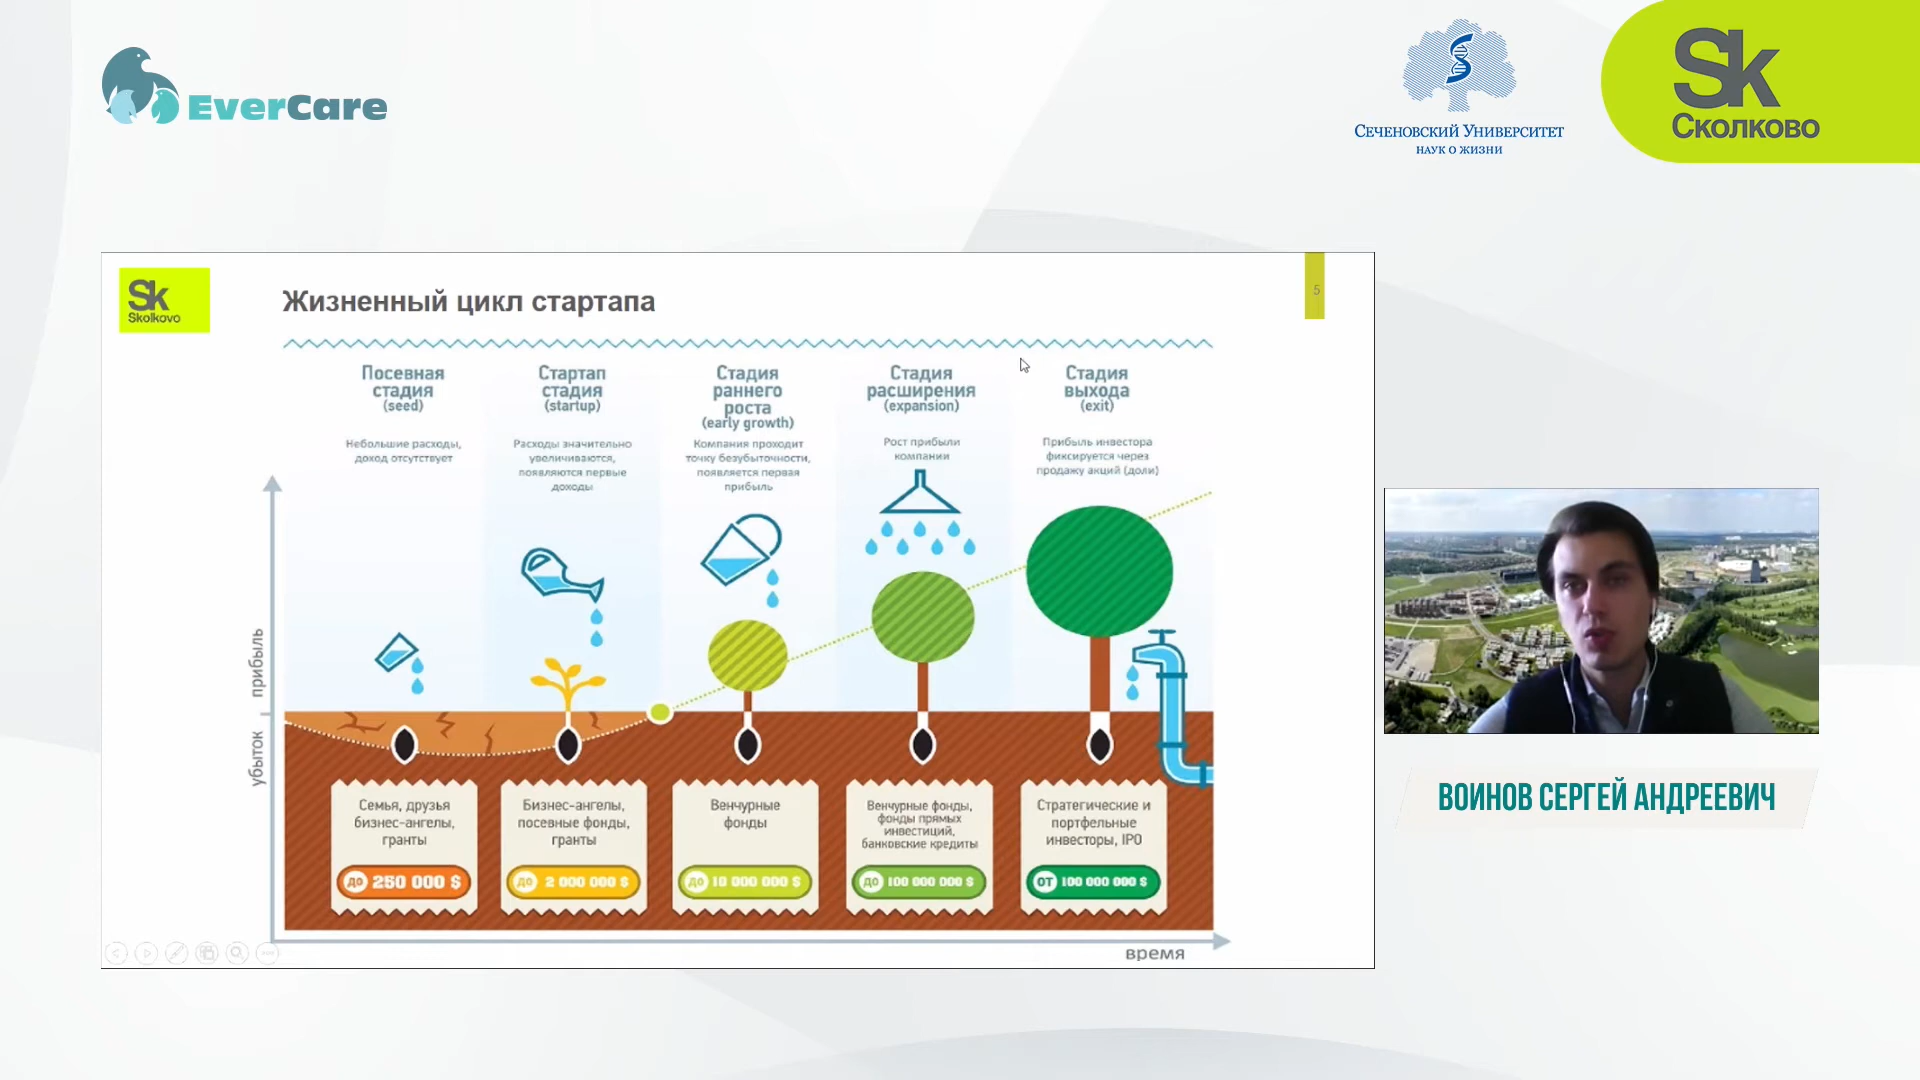 EverCare
СЕЧЕНОВСКИЙ УНИВЕРСИТЕТ
НАУК О ЖИЗНИ
Sk
Сколково
Sk
Skolkovo
Жизненный цикл стартапа
5
Посевная
стадия
(seed)
Небольшие расходы,
доход отсутствует
Стартап
стадия
(startup)
Расходы значительно
увеличиваются,
появляются первые
доходы
Стадия
раннего
роста
(early growth)
Компания проходит
точку безубыточности,
появляется первая
прибыль
Стадия
расширения
(expansion)
Рост прибыли
компании
Стадия
выхода
(exit)
Прибыль инвестора
фиксируется через
продажу акций (доли)
прибыль
убыток
Семья, друзья
бизнес-ангелы,
гранты
до 250 000 $
Бизнес-ангелы,
посевные фонды,
гранты
до 2 000 000 $
Венчурные
фонды
до 10 000 000 $
Венчурные фонды,
фонды прямых
инвестиций,
банковские кредиты
до 100 000 000 $
Стратегические и
портфельные
инвесторы, IPO
от 100 000 000 $
время
ВОИНОВ СЕРГЕЙ АНДРЕЕВИЧ